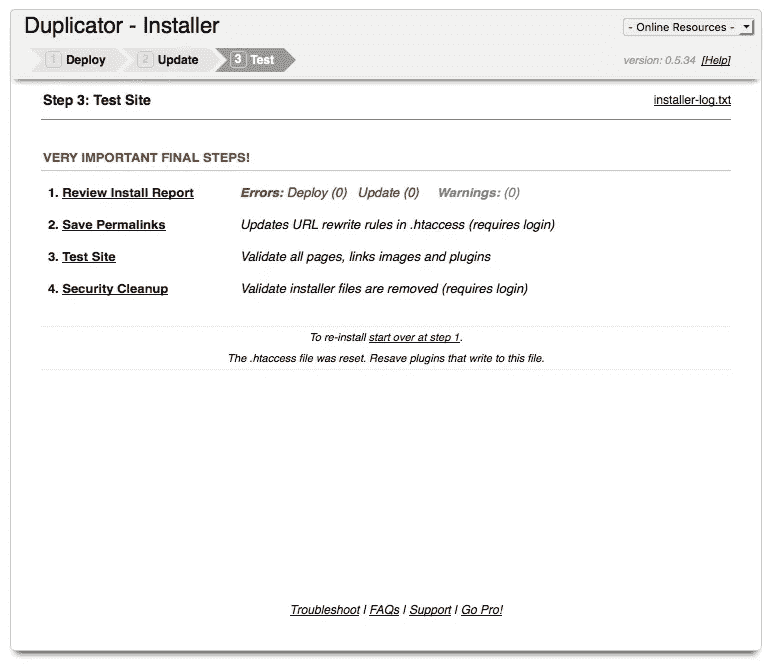 Duplicator - Installer
- Online Resources -
1 Deploy 2 Update 3 Test
version: 0.5.34 [Help]
Step 3: Test Site
installer-log.txt
VERY IMPORTANT FINAL STEPS!
1. Review Install Report Errors: Deploy (0) Update (0) Warnings: (0)
2. Save Permalinks Updates URL rewrite rules in .htaccess (requires login)
3. Test Site Validate all pages, links images and plugins
4. Security Cleanup Validate installer files are removed (requires login)
To re-install start over at step 1.
The .htaccess file was reset. Resave plugins that write to this file.
Troubleshoot | FAQs | Support | Go Pro!